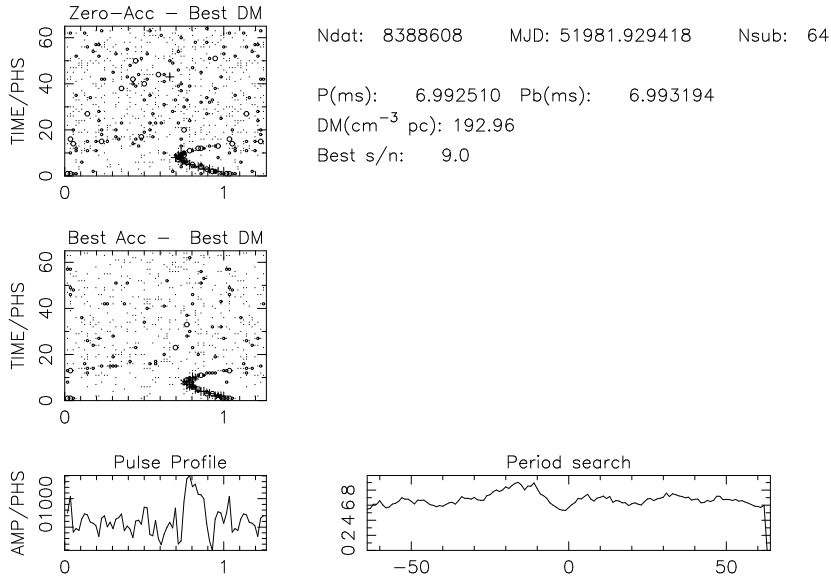 Zero-Acc - Best DM
Ndat: 8388608 MJD: 51981.929418 Nsub: 64
P(ms): 6.992510 Pb(ms): 6.993194
DM(cm⁻³ pc): 192.96
Best s/n: 9.0
TIME/PHS
60
40
20
0
0 1
Best Acc - Best DM
TIME/PHS
60
40
20
0
0 1
Pulse Profile
AMP/PHS
0 1000
0 1
Period search
0 2 4 6 8
-50 0 50